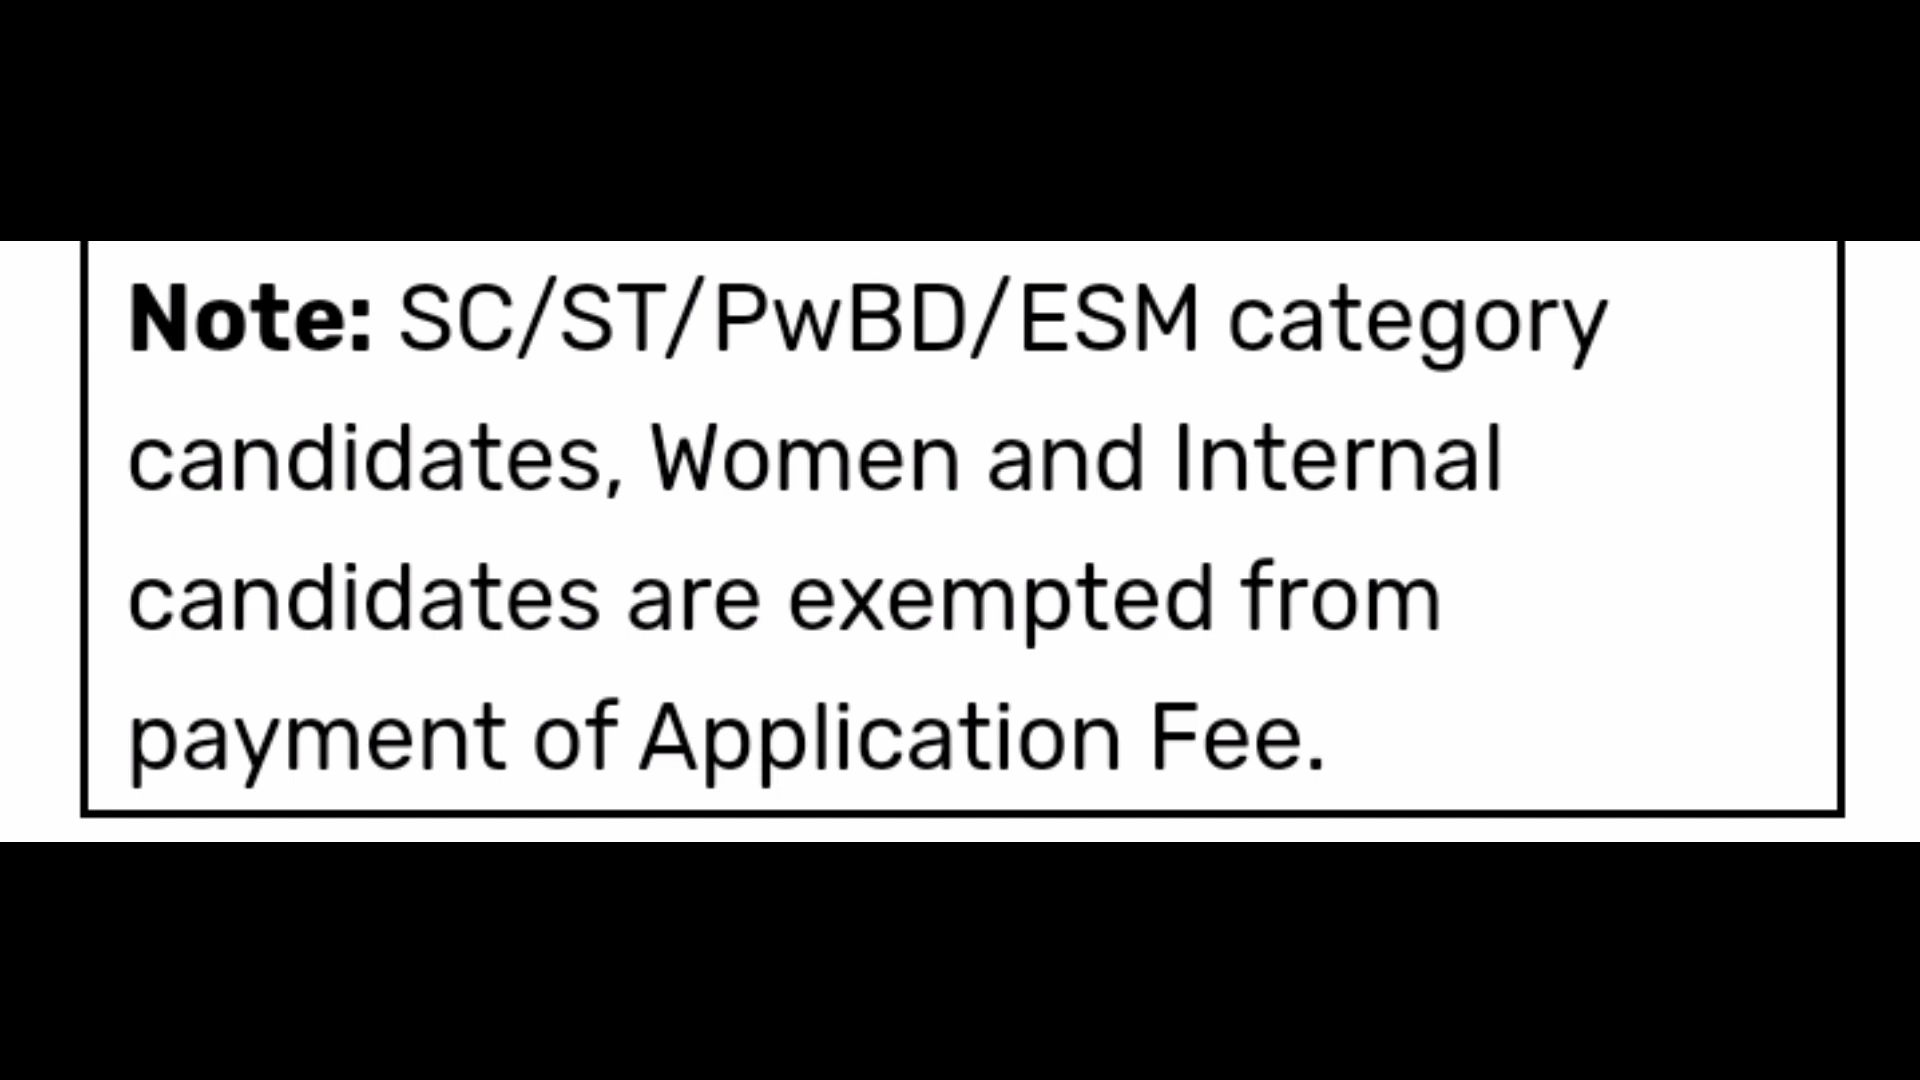 Note: SC/ST/PwBD/ESM category
candidates, Women and Internal
candidates are exempted from
payment of Application Fee.